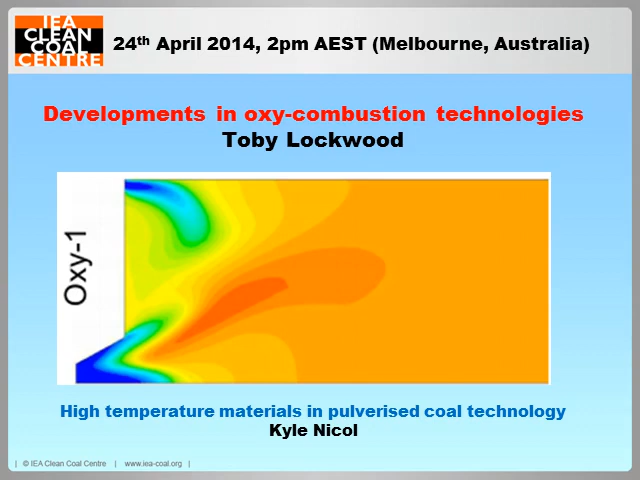 IEA
CLEAN
COAL
CENTRE
24th April 2014, 2pm AEST (Melbourne, Australia)
Developments in oxy-combustion technologies
Toby Lockwood
Oxy-1
High temperature materials in pulverised coal technology
Kyle Nicol
| © IEA Clean Coal Centre | www.iea-coal.org |